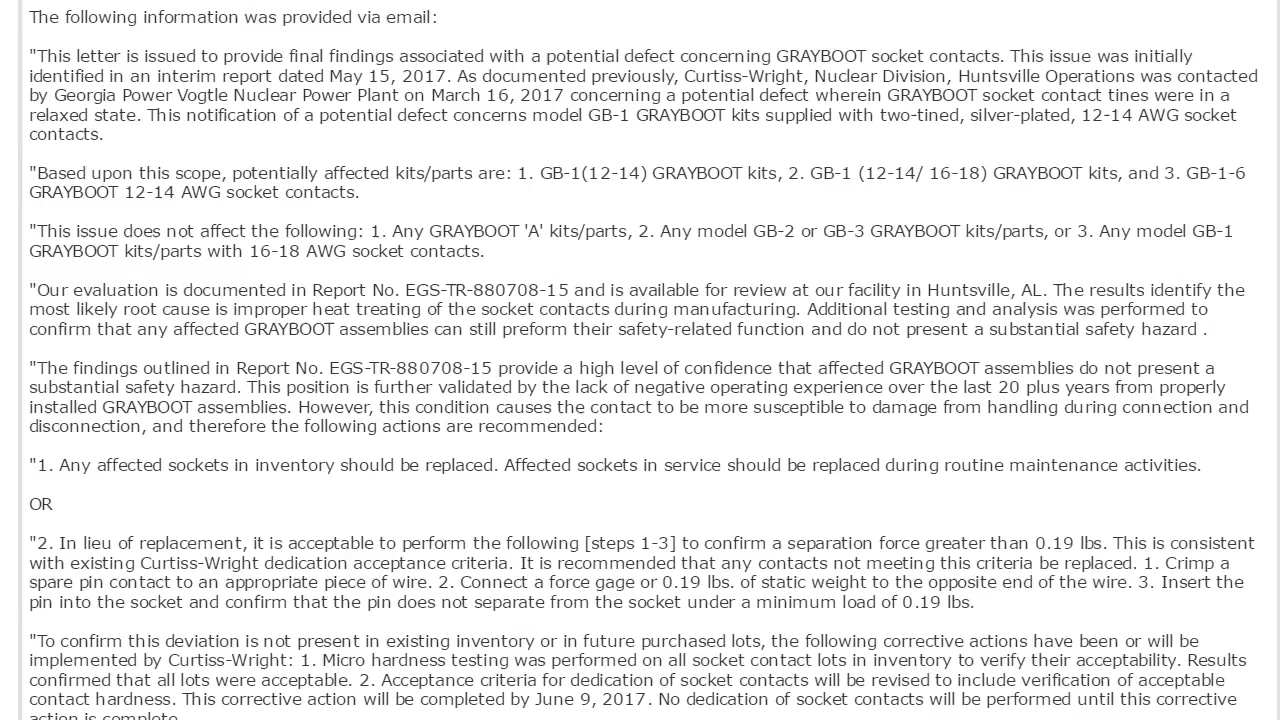 The following information was provided via email:
"This letter is issued to provide final findings associated with a potential defect concerning GRAYBOOT socket contacts. This issue was initially
identified in an interim report dated May 15, 2017. As documented previously, Curtiss-Wright, Nuclear Division, Huntsville Operations was contacted
by Georgia Power Vogtle Nuclear Power Plant on March 16, 2017 concerning a potential defect wherein GRAYBOOT socket contact tines were in a
relaxed state. This notification of a potential defect concerns model GB-1 GRAYBOOT kits supplied with two-tined, silver-plated, 12-14 AWG socket
contacts.
"Based upon this scope, potentially affected kits/parts are: 1. GB-1(12-14) GRAYBOOT kits, 2. GB-1 (12-14/ 16-18) GRAYBOOT kits, and 3. GB-1-6
GRAYBOOT 12-14 AWG socket contacts.
"This issue does not affect the following: 1. Any GRAYBOOT 'A' kits/parts, 2. Any model GB-2 or GB-3 GRAYBOOT kits/parts, or 3. Any model GB-1
GRAYBOOT kits/parts with 16-18 AWG socket contacts.
"Our evaluation is documented in Report No. EGS-TR-880708-15 and is available for review at our facility in Huntsville, AL. The results identify the
most likely root cause is improper heat treating of the socket contacts during manufacturing. Additional testing and analysis was performed to
confirm that any affected GRAYBOOT assemblies can still preform their safety-related function and do not present a substantial safety hazard .
"The findings outlined in Report No. EGS-TR-880708-15 provide a high level of confidence that affected GRAYBOOT assemblies do not present a
substantial safety hazard. This position is further validated by the lack of negative operating experience over the last 20 plus years from properly
installed GRAYBOOT assemblies. However, this condition causes the contact to be more susceptible to damage from handling during connection and
disconnection, and therefore the following actions are recommended:
"1. Any affected sockets in inventory should be replaced. Affected sockets in service should be replaced during routine maintenance activities.
OR
"2. In lieu of replacement, it is acceptable to perform the following [steps 1-3] to confirm a separation force greater than 0.19 lbs. This is consistent
with existing Curtiss-Wright dedication acceptance criteria. It is recommended that any contacts not meeting this criteria be replaced. 1. Crimp a
spare pin contact to an appropriate piece of wire. 2. Connect a force gage or 0.19 lbs. of static weight to the opposite end of the wire. 3. Insert the
pin into the socket and confirm that the pin does not separate from the socket under a minimum load of 0.19 lbs.
"To confirm this deviation is not present in existing inventory or in future purchased lots, the following corrective actions have been or will be
implemented by Curtiss-Wright: 1. Micro hardness testing was performed on all socket contact lots in inventory to verify their acceptability. Results
confirmed that all lots were acceptable. 2. Acceptance criteria for dedication of socket contacts will be revised to include verification of acceptable
contact hardness. This corrective action will be completed by June 9, 2017. No dedication of socket contacts will be performed until this corrective
action is complete.